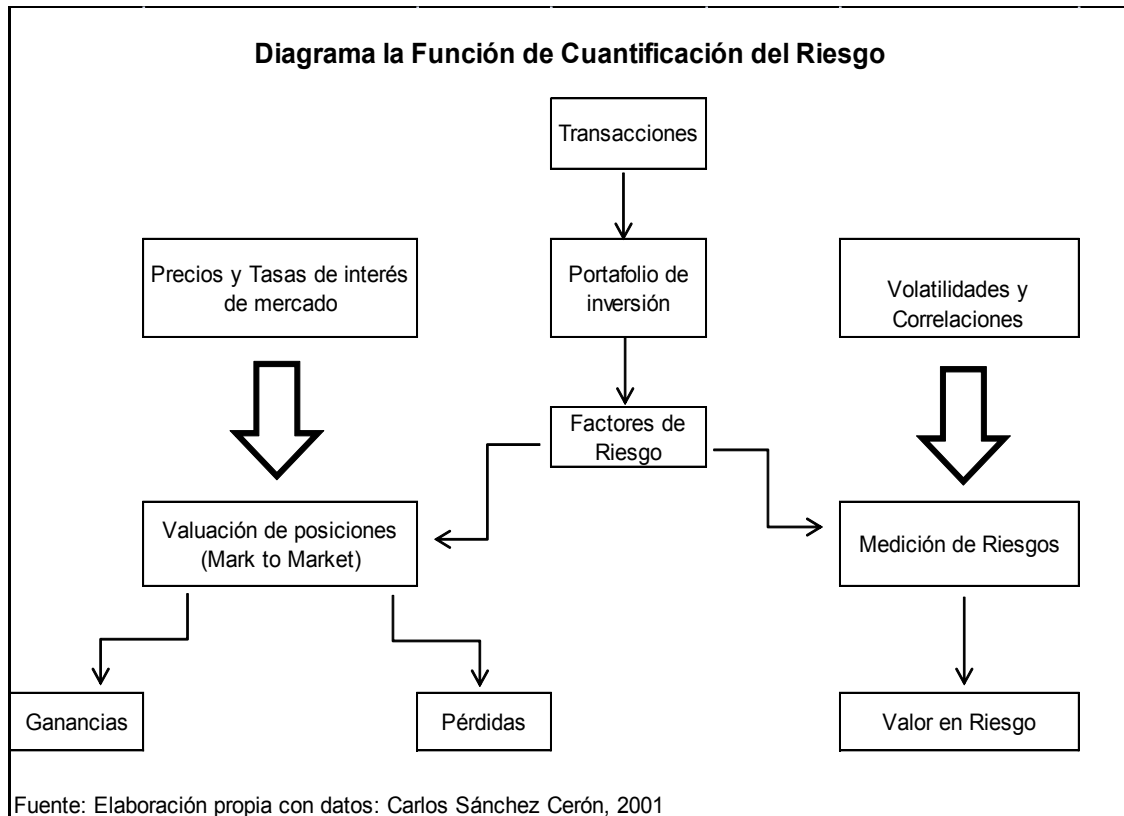 Diagrama la Función de Cuantificación del Riesgo
Transacciones
Precios y Tasas de interés
de mercado
Portafolio de
inversión
Volatilidades y
Correlaciones
Factores de
Riesgo
Valuación de posiciones
(Mark to Market)
Medición de Riesgos
Ganancias
Pérdidas
Valor en Riesgo
Fuente: Elaboración propia con datos: Carlos Sánchez Cerón, 2001